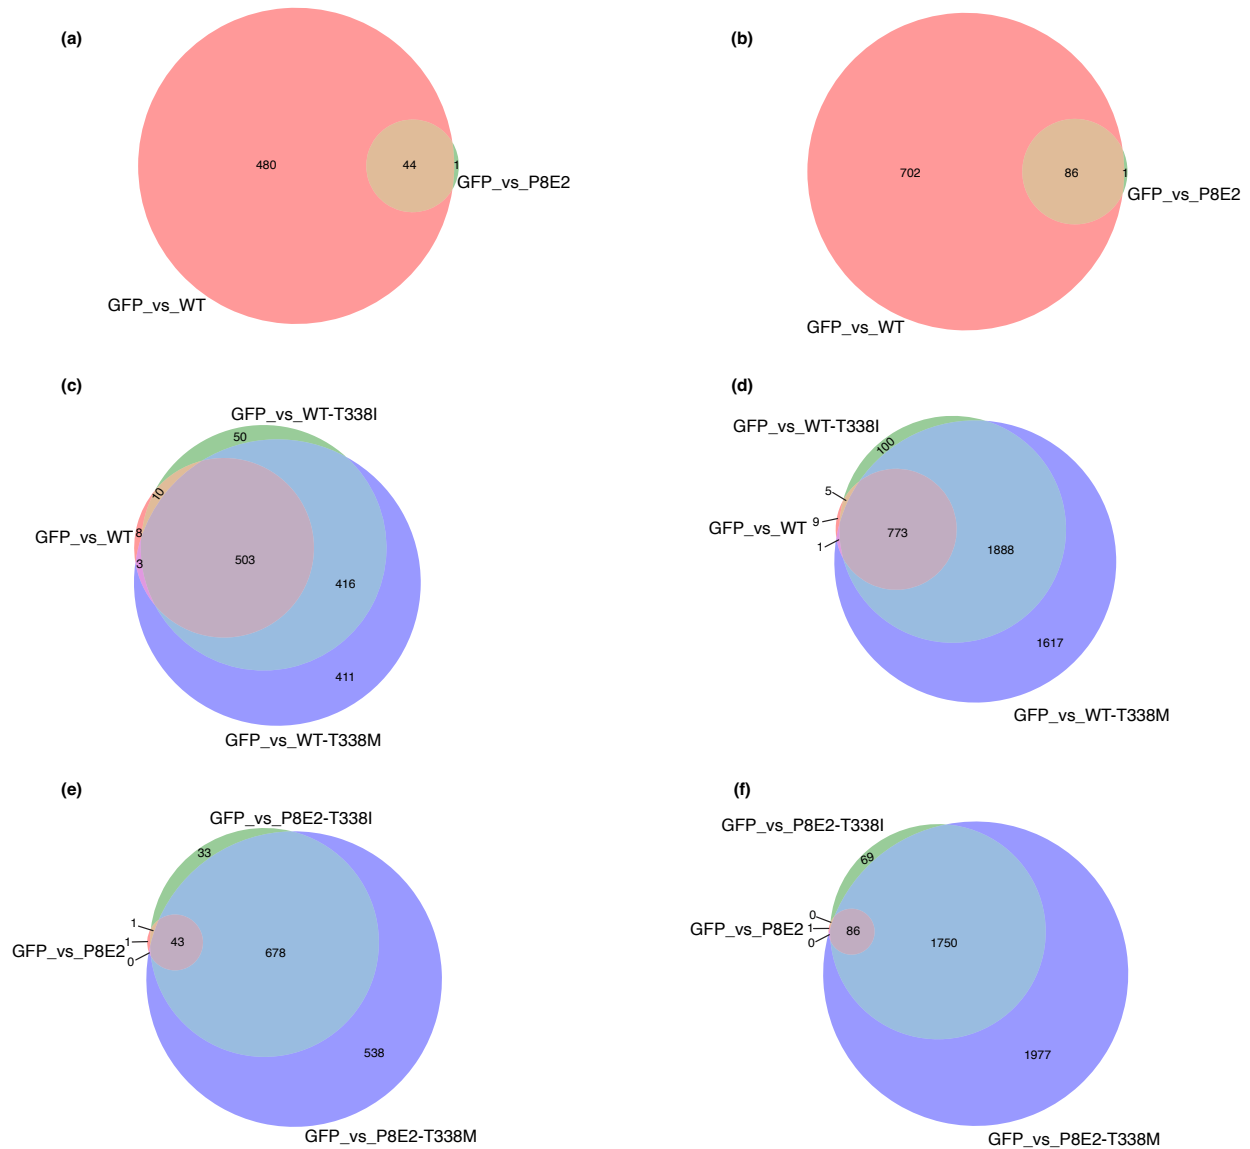 (a)
480
44
1
GFP_vs_P8E2
GFP_vs_WT
(b)
702
86
1
GFP_vs_P8E2
GFP_vs_WT
(c)
GFP_vs_WT-T338I
50
10
GFP_vs_WT
8
3
503
416
411
GFP_vs_WT-T338M
(d)
GFP_vs_WT-T338I
100
5
9
GFP_vs_WT
1
773
1888
1617
GFP_vs_WT-T338M
(e)
GFP_vs_P8E2-T338I
33
1
1
GFP_vs_P8E2
0
43
678
538
GFP_vs_P8E2-T338M
(f)
GFP_vs_P8E2-T338I
69
0
GFP_vs_P8E2
1
0
86
1750
1977
GFP_vs_P8E2-T338M